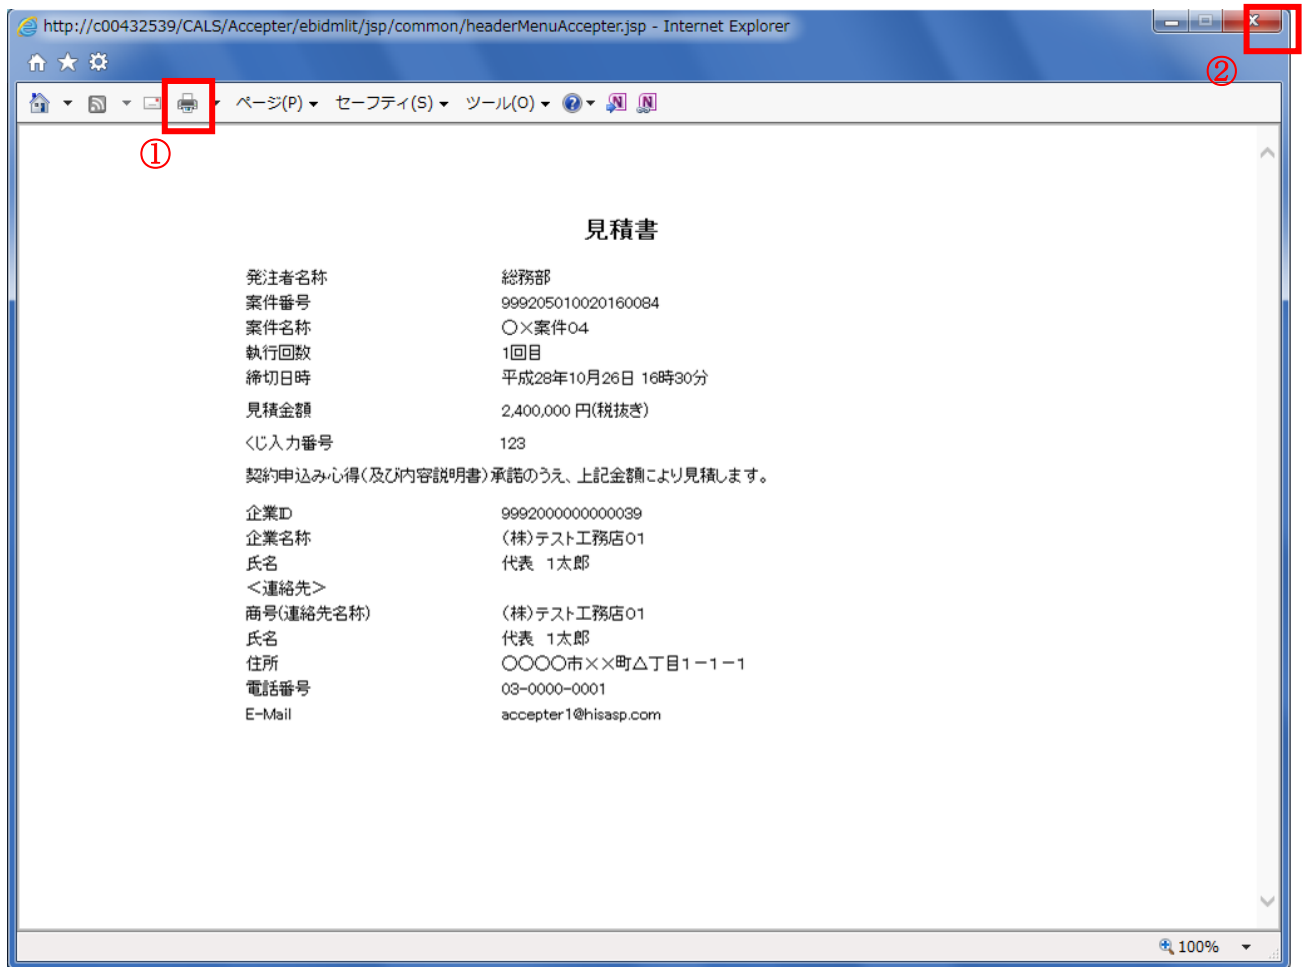 http://c00432539/CALS/Accepter/ebidmlit/jsp/common/headerMenuAccepter.jsp - Internet Explorer
②
ページ(P) セーフティ(S) ツール(O)
①
見積書
発注者名称 総務部
案件番号 999205010020160084
案件名称 〇×案件04
執行回数 1回目
締切日時 平成28年10月26日 16時30分
見積金額 2,400,000 円(税抜き)
くじ入力番号 123
契約申込み心得(及び内容説明書)承諾のうえ、上記金額により見積します。
企業ID 9992000000000039
企業名称 (株)テスト工務店01
氏名 代表 1太郎
<連絡先>
商号(連絡先名称) (株)テスト工務店01
氏名 代表 1太郎
住所 〇〇〇〇市××町△丁目1-1-1
電話番号 03-0000-0001
E-Mail accepter1@hisasp.com
100%